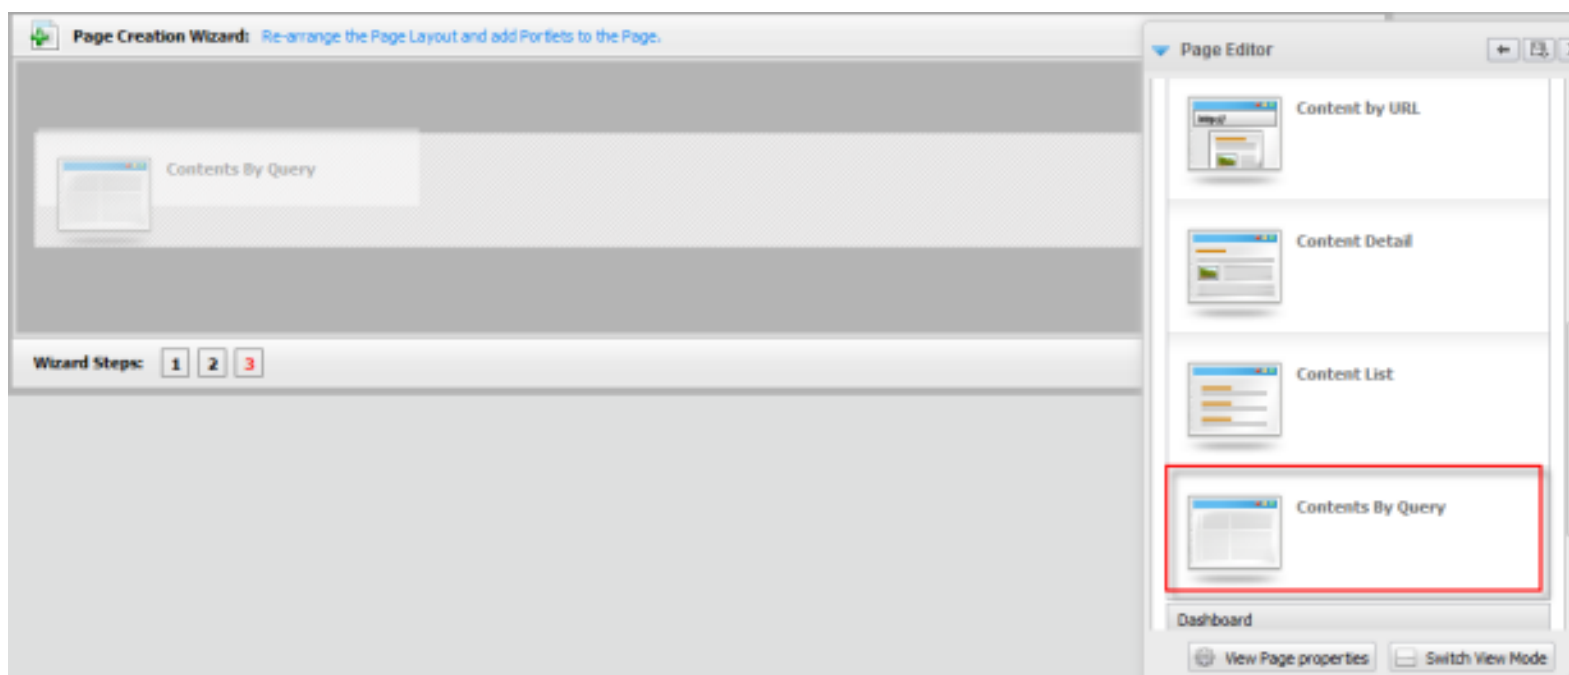 Page Creation Wizard: Re-arrange the Page Layout and add Portlets to the Page.
Contents By Query
Wizard Steps: 1 2 3
Page Editor
Content by URL
http://
Content Detail
Content List
Contents By Query
Dashboard
View Page properties Switch View Mode